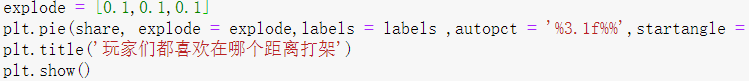 explode = [0.1,0.1,0.1]
plt.pie(share, explode = explode,labels = labels ,autopct = '%3.1f%%',startangle =
plt.title('玩家们都喜欢在哪个距离打架')
plt.show()